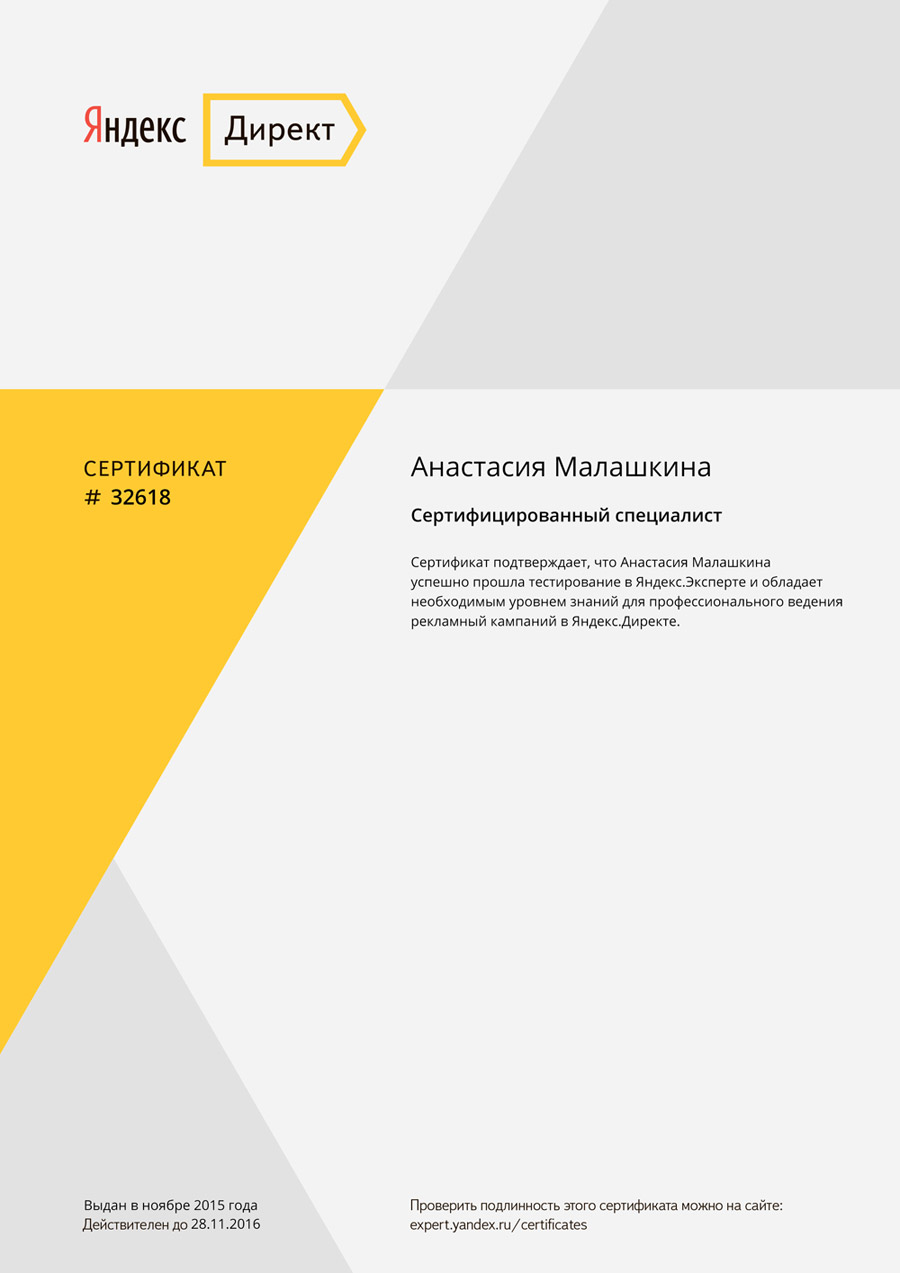 Яндекс Директ
СЕРТИФИКАТ
# 32618
Анастасия Малашкина
Сертифицированный специалист
Сертификат подтверждает, что Анастасия Малашкина
успешно прошла тестирование в Яндекс.Эксперте и обладает
необходимым уровнем знаний для профессионального ведения
рекламный кампаний в Яндекс.Директе.
Выдан в ноябре 2015 года
Действителен до 28.11.2016
Проверить подлинность этого сертификата можно на сайте:
expert.yandex.ru/certificates